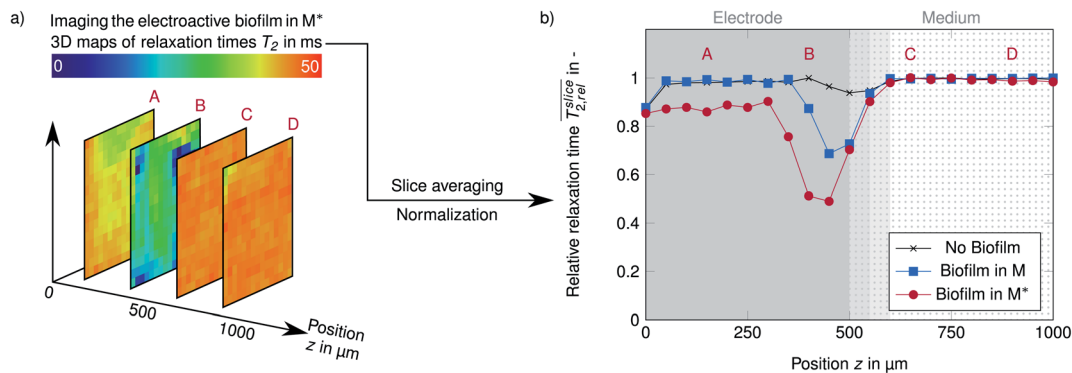 a)
Imaging the electroactive biofilm in M*
3D maps of relaxation times T₂ in ms
0
50
A
B
C
D
0
500
1000
Position
z in µm
Slice averaging
Normalization
b)
Electrode
Medium
A
B
C
D
Relative relaxation time T₂,rel^slice in -
1
0.8
0.6
0.4
0.2
0
No Biofilm
Biofilm in M
Biofilm in M*
0
250
500
750
1000
Position z in µm